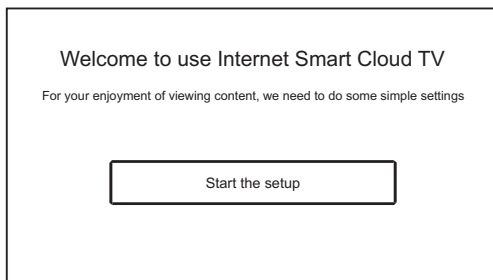 Welcome to use Internet Smart Cloud TV
For your enjoyment of viewing content, we need to do some simple settings
Start the setup